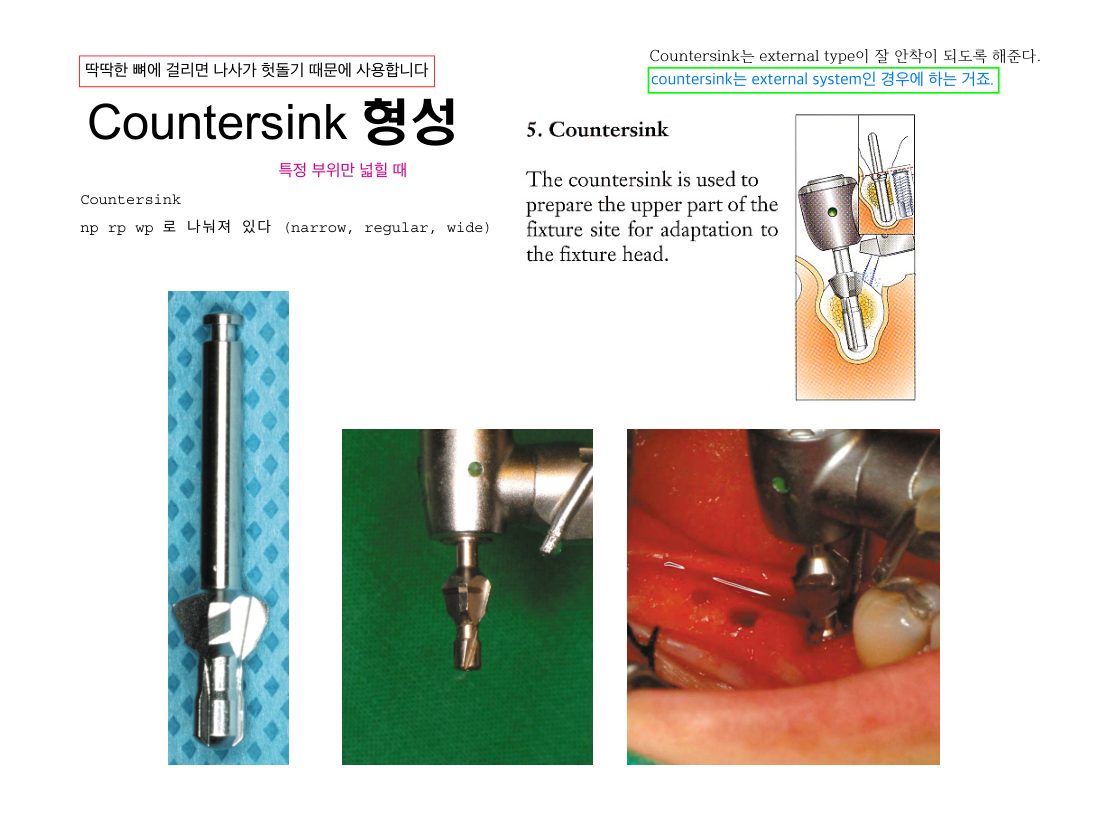 딱딱한 뼈에 걸리면 나사가 헛돌기 때문에 사용합니다
Countersink 형성
특정 부위만 넓힐 때
Countersink
np rp wp 로 나눠져 있다 (narrow, regular, wide)
Countersink는 external type이 잘 안착이 되도록 해준다.
countersink는 external system인 경우에 하는 거죠.
5. Countersink
The countersink is used to
prepare the upper part of the
fixture site for adaptation to
the fixture head.